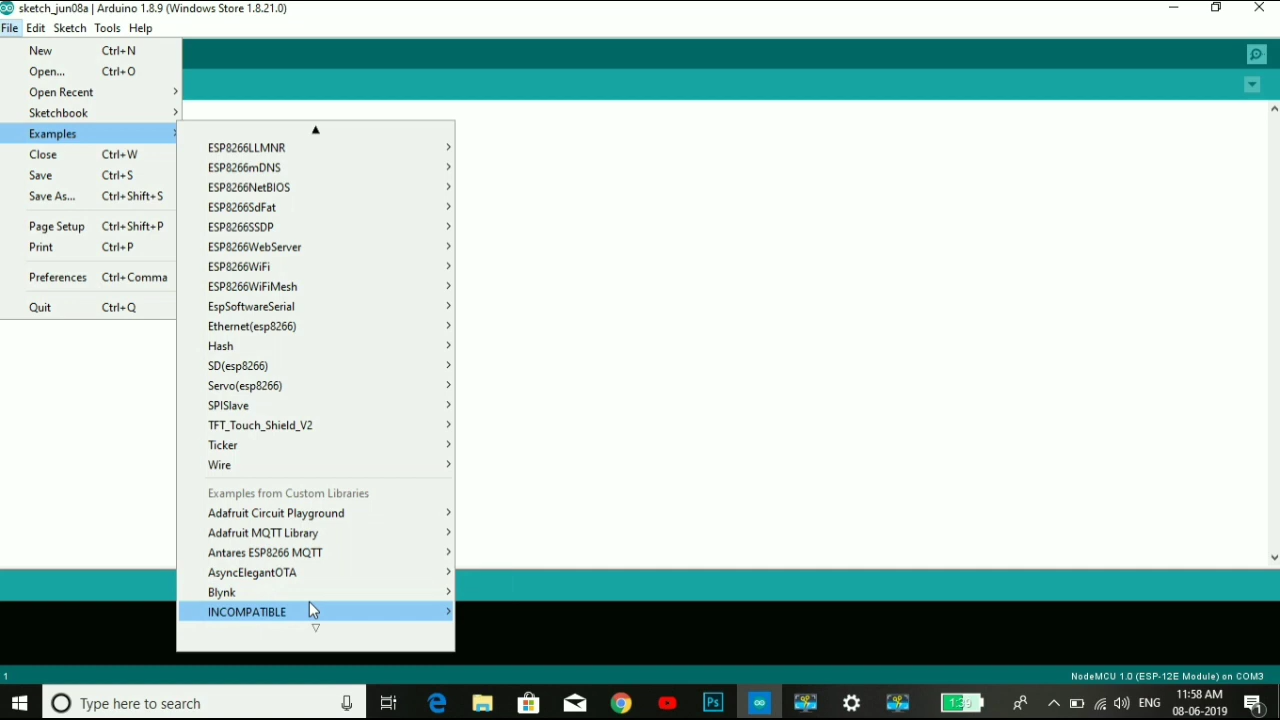 sketch_jun08a | Arduino 1.8.9 (Windows Store 1.8.21.0)
File Edit Sketch Tools Help
New Ctrl+N
Open... Ctrl+O
Open Recent
Sketchbook
Examples
Close Ctrl+W
Save Ctrl+S
Save As... Ctrl+Shift+S
Page Setup Ctrl+Shift+P
Print Ctrl+P
Preferences Ctrl+Comma
Quit Ctrl+Q
ESP8266LLMNR
ESP8266mDNS
ESP8266NetBIOS
ESP8266SdFat
ESP8266SSDP
ESP8266WebServer
ESP8266WiFi
ESP8266WiFiMesh
EspSoftwareSerial
Ethernet(esp8266)
Hash
SD(esp8266)
Servo(esp8266)
SPISlave
TFT_Touch_Shield_V2
Ticker
Wire
Examples from Custom Libraries
Adafruit Circuit Playground
Adafruit MQTT Library
Antares ESP8266 MQTT
AsyncElegantOTA
Blynk
INCOMPATIBLE
1 NodeMCU 1.0 (ESP-12E Module) on COM3
Type here to search
Ps
1:39
ENG
11:58 AM
08-06-2019
1